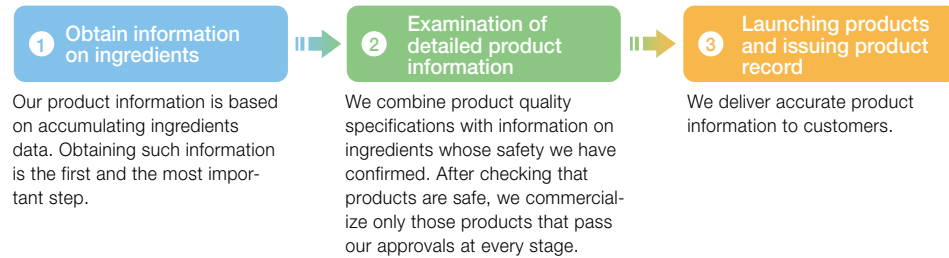 1 Obtain information
on ingredients
Our product information is based
on accumulating ingredients
data. Obtaining such information
is the first and the most impor-
tant step.
2 Examination of
detailed product
information
We combine product quality
specifications with information on
ingredients whose safety we have
confirmed. After checking that
products are safe, we commercial-
ize only those products that pass
our approvals at every stage.
3 Launching products
and issuing product
record
We deliver accurate product
information to customers.